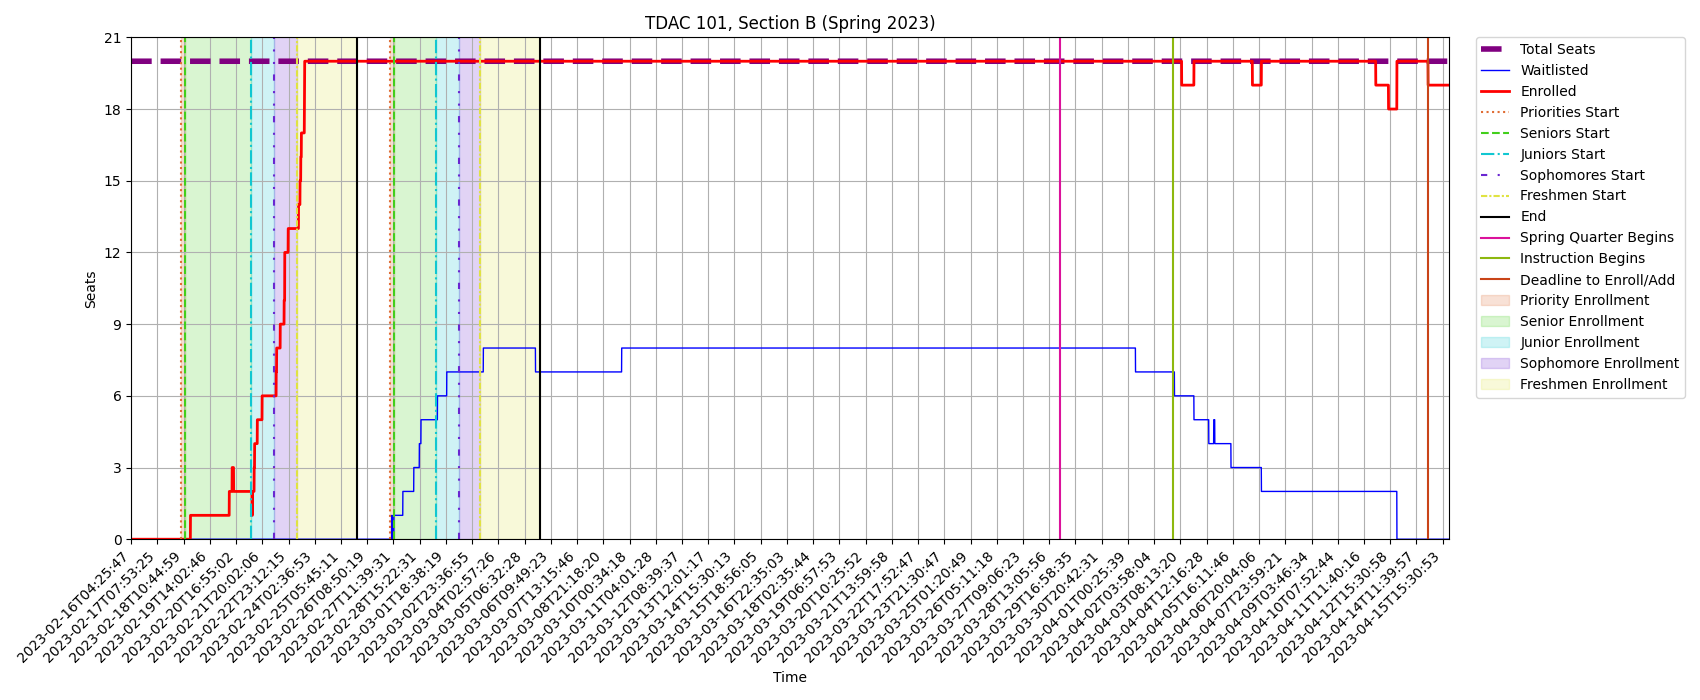 TDAC 101, Section B (Spring 2023)
21
18
15
12
9
6
3
0
Seats
2023-02-16T04:25:47
2023-02-17T07:53:25
2023-02-18T10:44:59
2023-02-19T14:02:46
2023-02-20T16:55:02
2023-02-21T20:02:06
2023-02-22T23:12:15
2023-02-24T02:36:53
2023-02-25T05:45:11
2023-02-26T08:50:19
2023-02-27T11:39:31
2023-02-28T15:22:31
2023-03-01T18:38:19
2023-03-02T23:36:55
2023-03-04T02:57:26
2023-03-05T06:32:28
2023-03-06T09:49:23
2023-03-07T13:15:46
2023-03-08T21:18:20
2023-03-10T00:34:18
2023-03-11T04:01:28
2023-03-12T08:39:37
2023-03-13T12:01:17
2023-03-14T15:30:13
2023-03-15T18:56:05
2023-03-16T22:35:03
2023-03-18T02:35:44
2023-03-19T06:57:53
2023-03-20T10:25:52
2023-03-21T13:59:58
2023-03-22T17:52:47
2023-03-23T21:30:47
2023-03-25T01:20:49
2023-03-26T05:11:18
2023-03-27T09:06:23
2023-03-28T13:05:56
2023-03-29T16:58:35
2023-03-30T20:42:31
2023-04-01T00:25:39
2023-04-02T03:58:04
2023-04-03T08:13:20
2023-04-04T12:16:28
2023-04-05T16:11:46
2023-04-06T20:04:06
2023-04-07T23:59:21
2023-04-09T03:46:34
2023-04-10T07:52:44
2023-04-11T11:40:16
2023-04-12T15:30:58
2023-04-14T11:39:57
2023-04-15T15:30:53
Time
Total Seats
Waitlisted
Enrolled
Priorities Start
Seniors Start
Juniors Start
Sophomores Start
Freshmen Start
End
Spring Quarter Begins
Instruction Begins
Deadline to Enroll/Add
Priority Enrollment
Senior Enrollment
Junior Enrollment
Sophomore Enrollment
Freshmen Enrollment